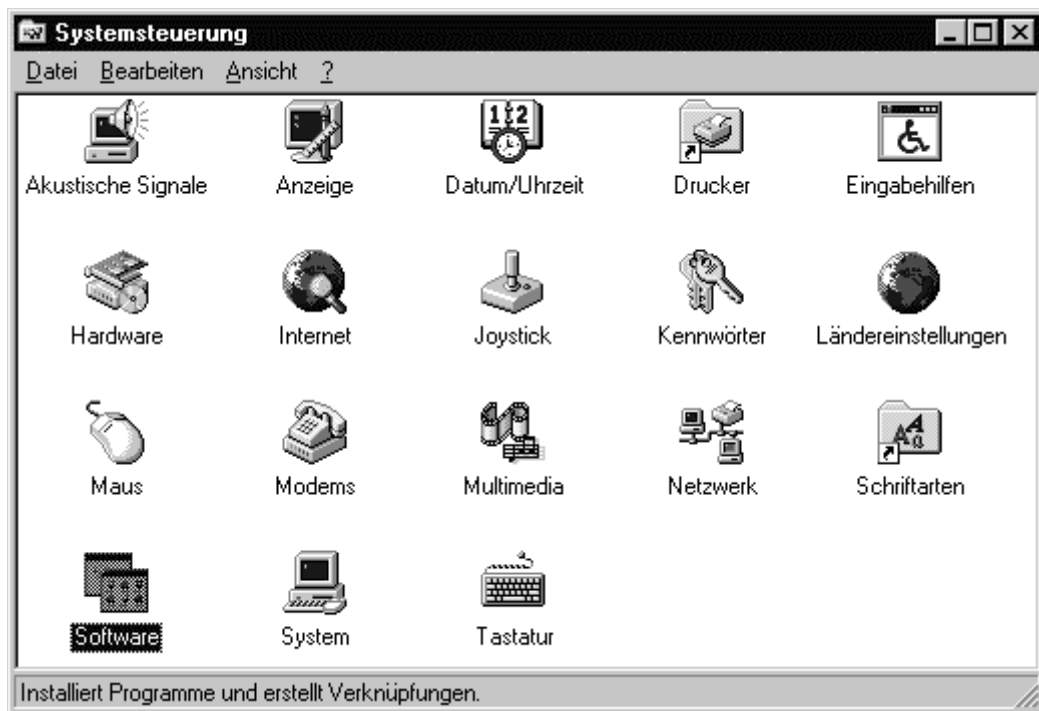 Systemsteuerung
Datei Bearbeiten Ansicht ?
12
Akustische Signale Anzeige Datum/Uhrzeit Drucker Eingabehilfen
Hardware Internet Joystick Kennwörter Ländereinstellungen
Maus Modems Multimedia Netzwerk Schriftarten
Software System Tastatur
Installiert Programme und erstellt Verknüpfungen.